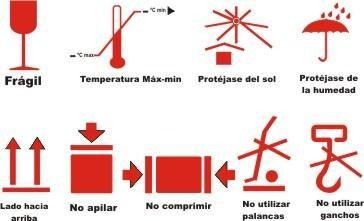 °C min
°C max
Frágil
Temperatura Máx-min
Protéjase del sol
Protéjase de
la humedad
Lado hacia
arriba
No apilar
No comprimir
No utilizar
palancas
No utilizar
ganchos